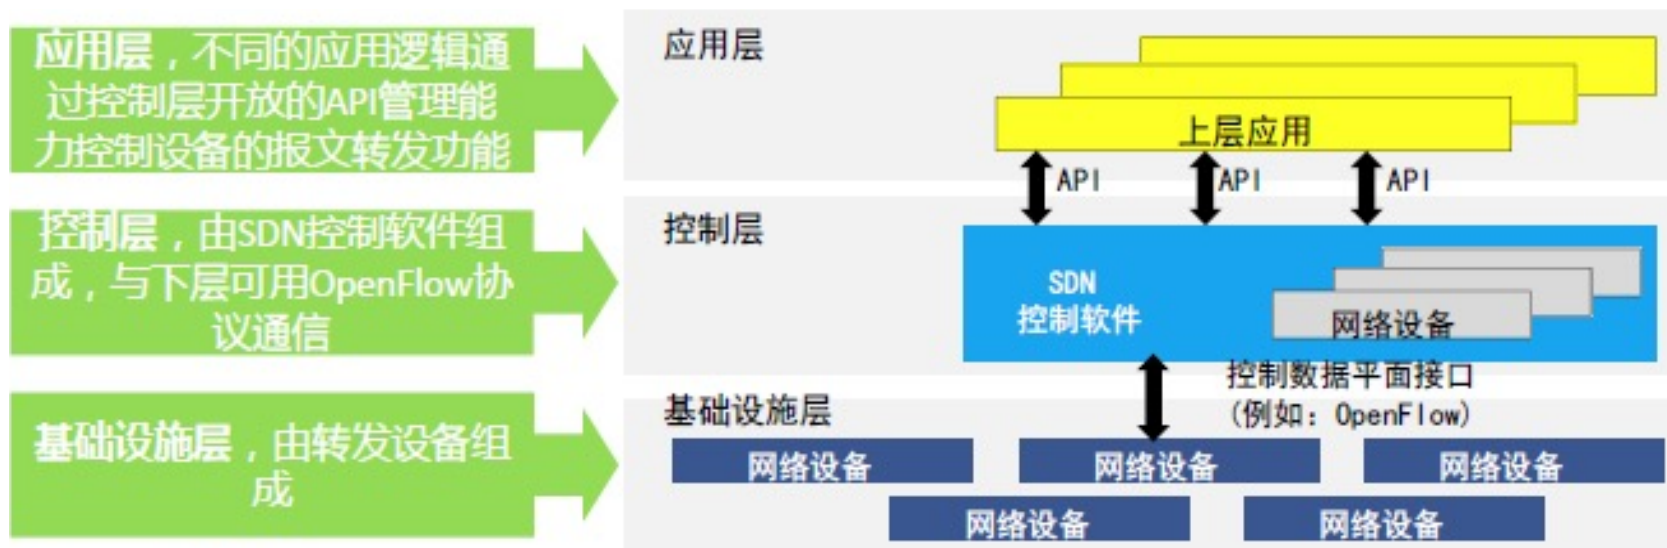 应用层，不同的应用逻辑通
过控制层开放的API管理能
力控制设备的报文转发功能
控制层，由SDN控制软件组
成，与下层可用OpenFlow协
议通信
基础设施层，由转发设备组
成
应用层
上层应用
API
API
API
控制层
SDN
控制软件
网络设备
控制数据平面接口
(例如：OpenFlow)
基础设施层
网络设备
网络设备
网络设备
网络设备
网络设备